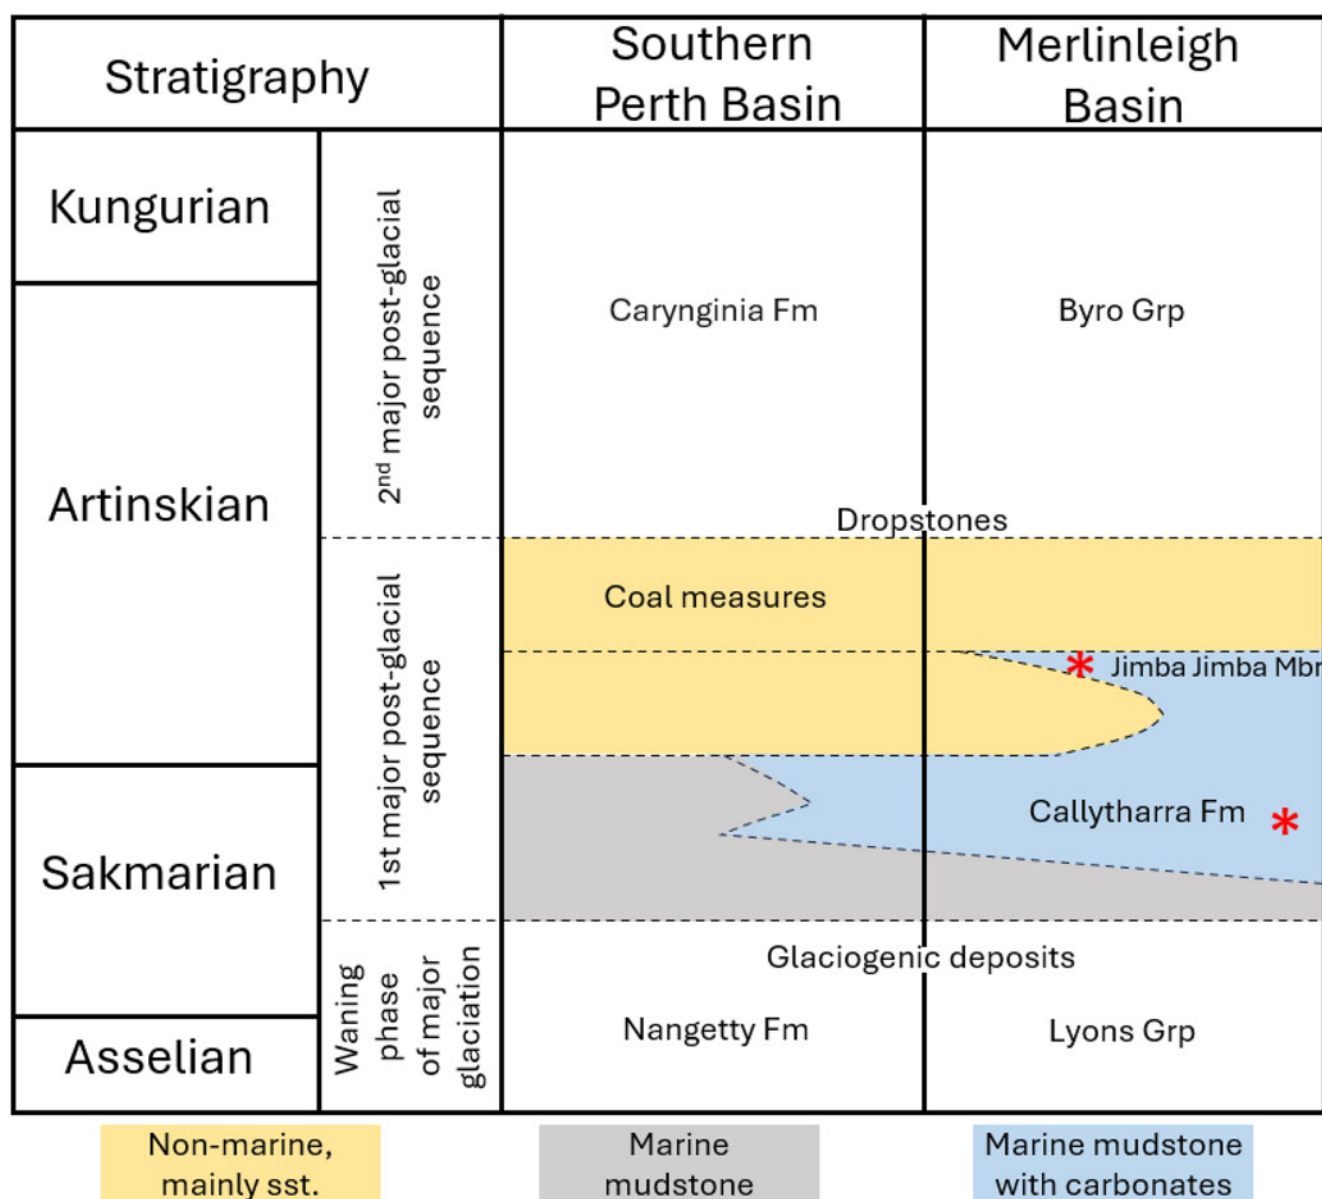 Stratigraphy
Southern
Perth Basin
Merlinleigh
Basin
Kungurian
Artinskian
Sakmarian
Asselian
2nd major post-glacial
sequence
1st major post-glacial
sequence
Waning
phase
of major
glaciation
Carynginia Fm
Byro Grp
Dropstones
Coal measures
* Jimba Jimba Mbr
Callytharra Fm *
Glaciogenic deposits
Nangetty Fm
Lyons Grp
Non-marine,
mainly sst.
Marine
mudstone
Marine mudstone
with carbonates